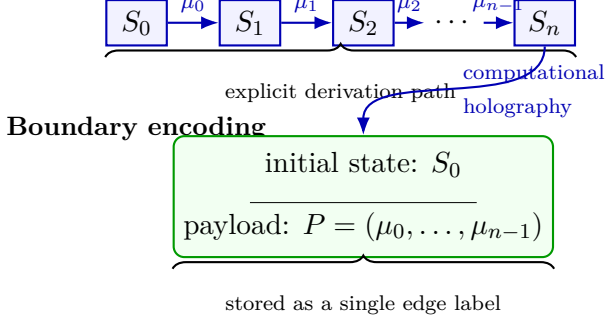 S₀ μ₀ S₁ μ₁ S₂ μ₂ ⋯ μₙ₋₁ Sₙ
computational
explicit derivation path
holography
Boundary encoding
initial state: S₀
payload: P = (μ₀, …, μₙ₋₁)
stored as a single edge label